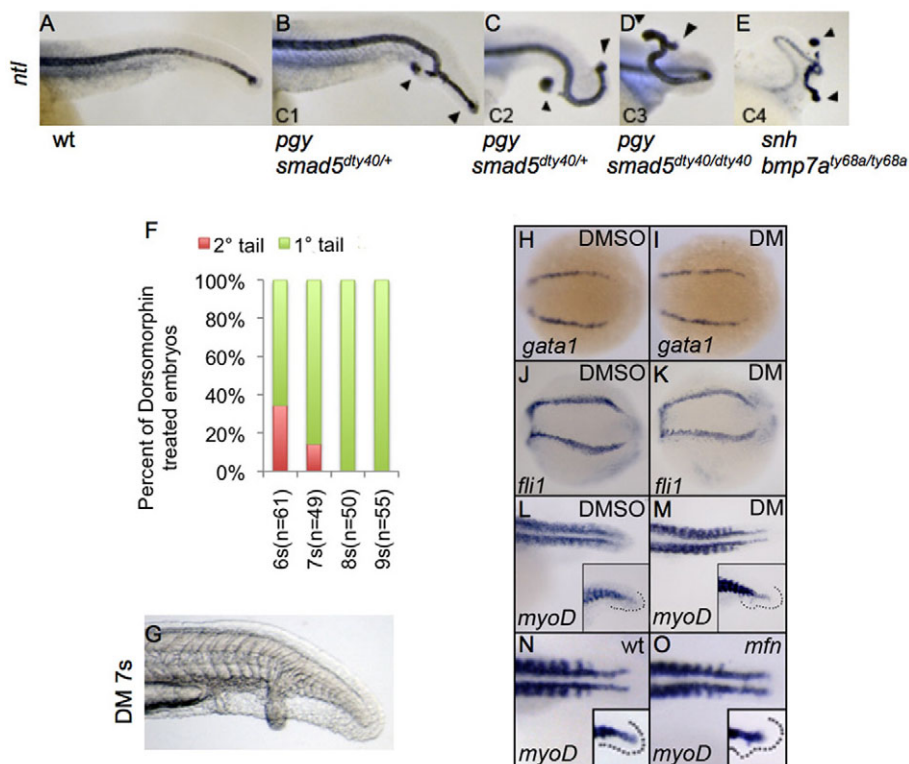 A
B
C
D
E
ntl
C1
C2
C3
C4
wt
pgy
smad5dty40/+
pgy
smad5dty40/+
pgy
smad5dty40/dty40
snh
bmp7aty68a/ty68a
F
2° tail
1° tail
Percent of Dorsomorphin
treated embryos
100%
80%
60%
40%
20%
0%
6s(n=61)
7s(n=49)
8s(n=50)
9s(n=55)
G
DM 7s
H
DMSO
gata1
I
DM
gata1
J
DMSO
fli1
K
DM
fli1
L
DMSO
myoD
M
DM
myoD
N
wt
myoD
O
mfn
myoD